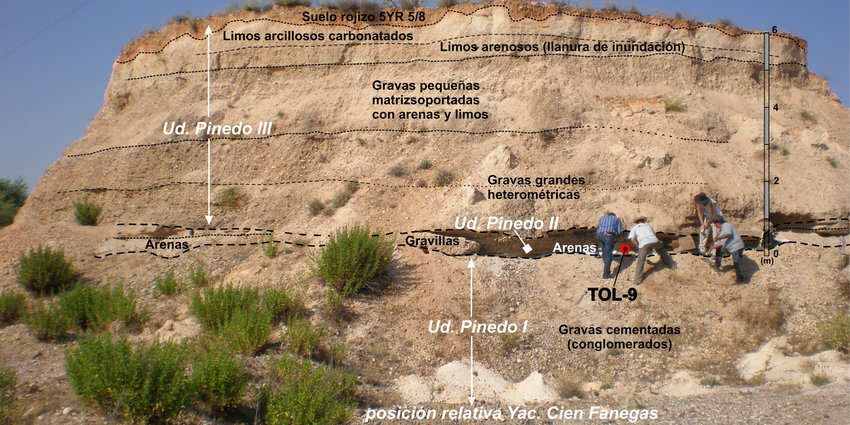 Suelo rojizo 5YR 5/8
Limos arcillosos carbonatados
Limos arenosos (llanura de inundación)
6
Gravas pequeñas
matrizsoportadas
con arenas y limos
4
Ud. Pinedo III
2
Gravas grandes
heterométricas
Ud. Pinedo II
Arenas
Gravillas
Arenas
0
(m)
TOL-9
Ud. Pinedo I
Gravas cementadas
(conglomerados)
posición relativa Yac. Cien Fanegas